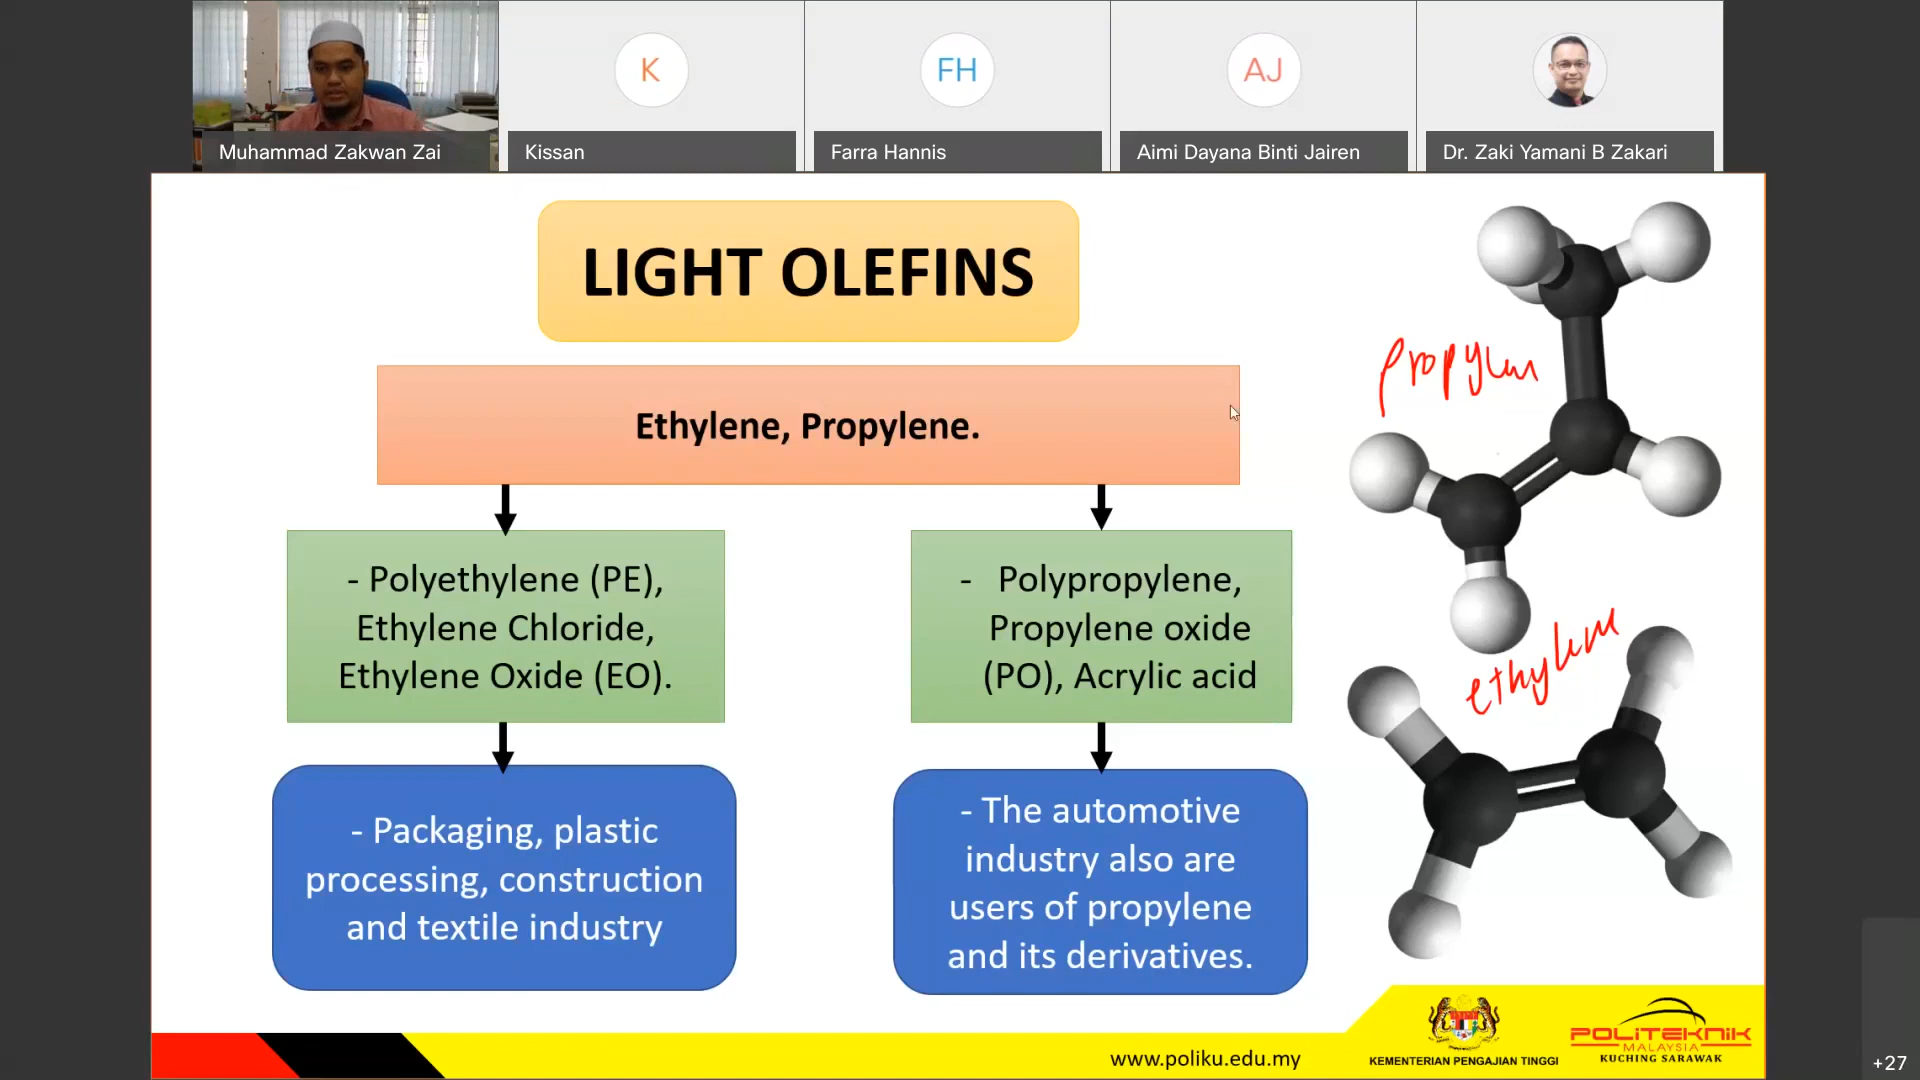 K
FH
AJ
Muhammad Zakwan Zai
Kissan
Farra Hannis
Aimi Dayana Binti Jairen
Dr. Zaki Yamani B Zakari
LIGHT OLEFINS
Ethylene, Propylene.
propylen
- Polyethylene (PE),
Ethylene Chloride,
Ethylene Oxide (EO).
- Polypropylene,
Propylene oxide
(PO), Acrylic acid
ethylene
- Packaging, plastic
processing, construction
and textile industry
- The automotive
industry also are
users of propylene
and its derivatives.
www.poliku.edu.my
KEMENTERIAN PENGAJIAN TINGGI
POLITEKNIK
MALAYSIA
KUCHING SARAWAK
+27